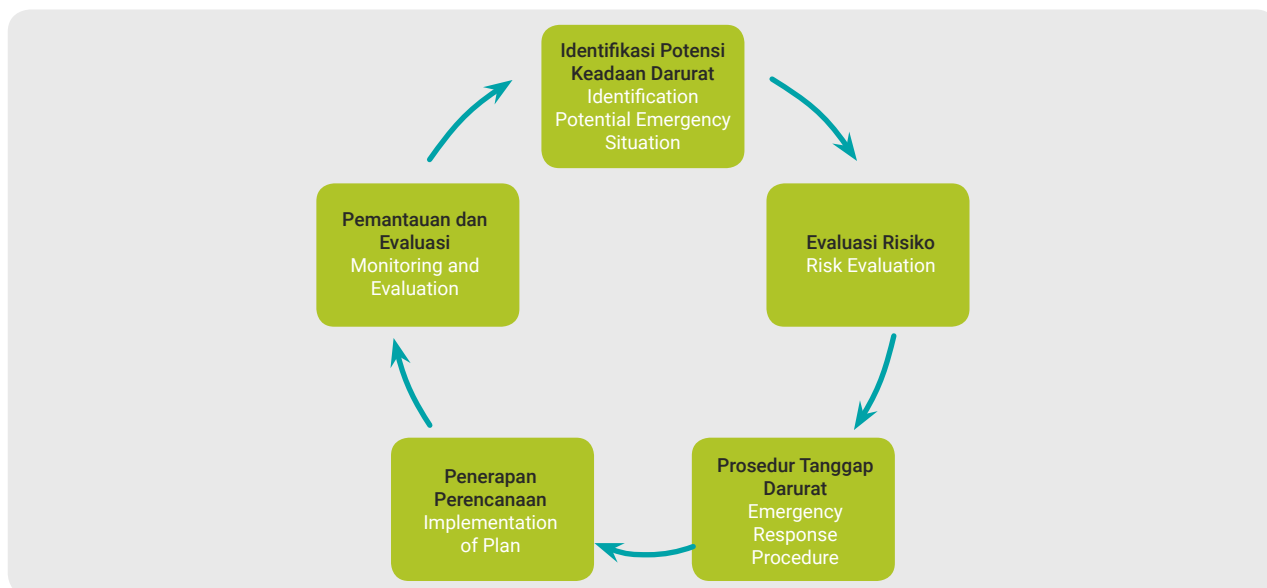 Identifikasi Potensi
Keadaan Darurat
Identification
Potential Emergency
Situation
Evaluasi Risiko
Risk Evaluation
Prosedur Tanggap
Darurat
Emergency
Response
Procedure
Penerapan
Perencanaan
Implementation
of Plan
Pemantauan dan
Evaluasi
Monitoring and
Evaluation